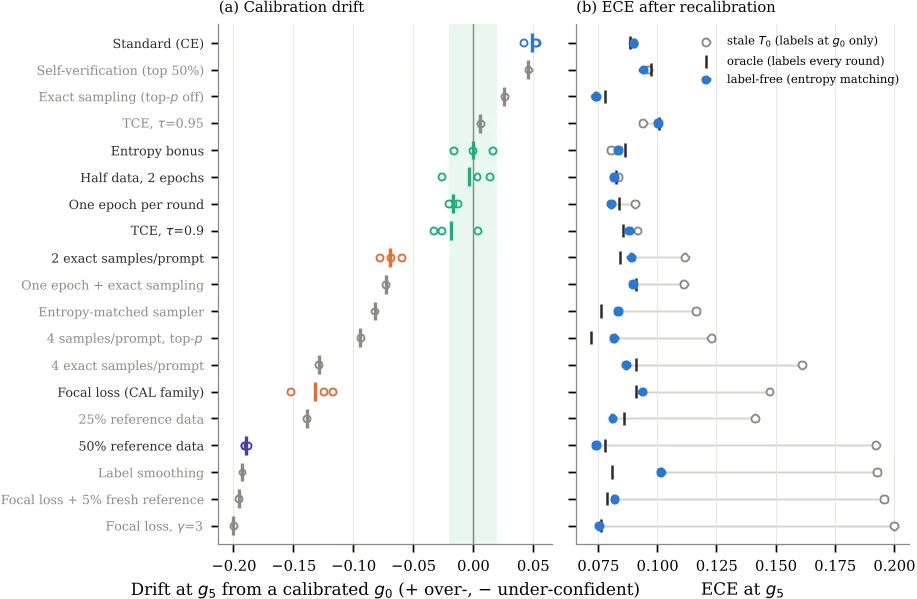 (a) Calibration drift
(b) ECE after recalibration
Standard (CE)
Self-verification (top 50%)
Exact sampling (top-p off)
TCE, τ=0.95
Entropy bonus
Half data, 2 epochs
One epoch per round
TCE, τ=0.9
2 exact samples/prompt
One epoch + exact sampling
Entropy-matched sampler
4 samples/prompt, top-p
4 exact samples/prompt
Focal loss (CAL family)
25% reference data
50% reference data
Label smoothing
Focal loss + 5% fresh reference
Focal loss, γ=3
stale T₀ (labels at g₀ only)
oracle (labels every round)
label-free (entropy matching)
−0.20 −0.15 −0.10 −0.05 0.00 0.05
0.075 0.100 0.125 0.150 0.175 0.200
Drift at g₅ from a calibrated g₀ (+ over-, − under-confident)
ECE at g₅